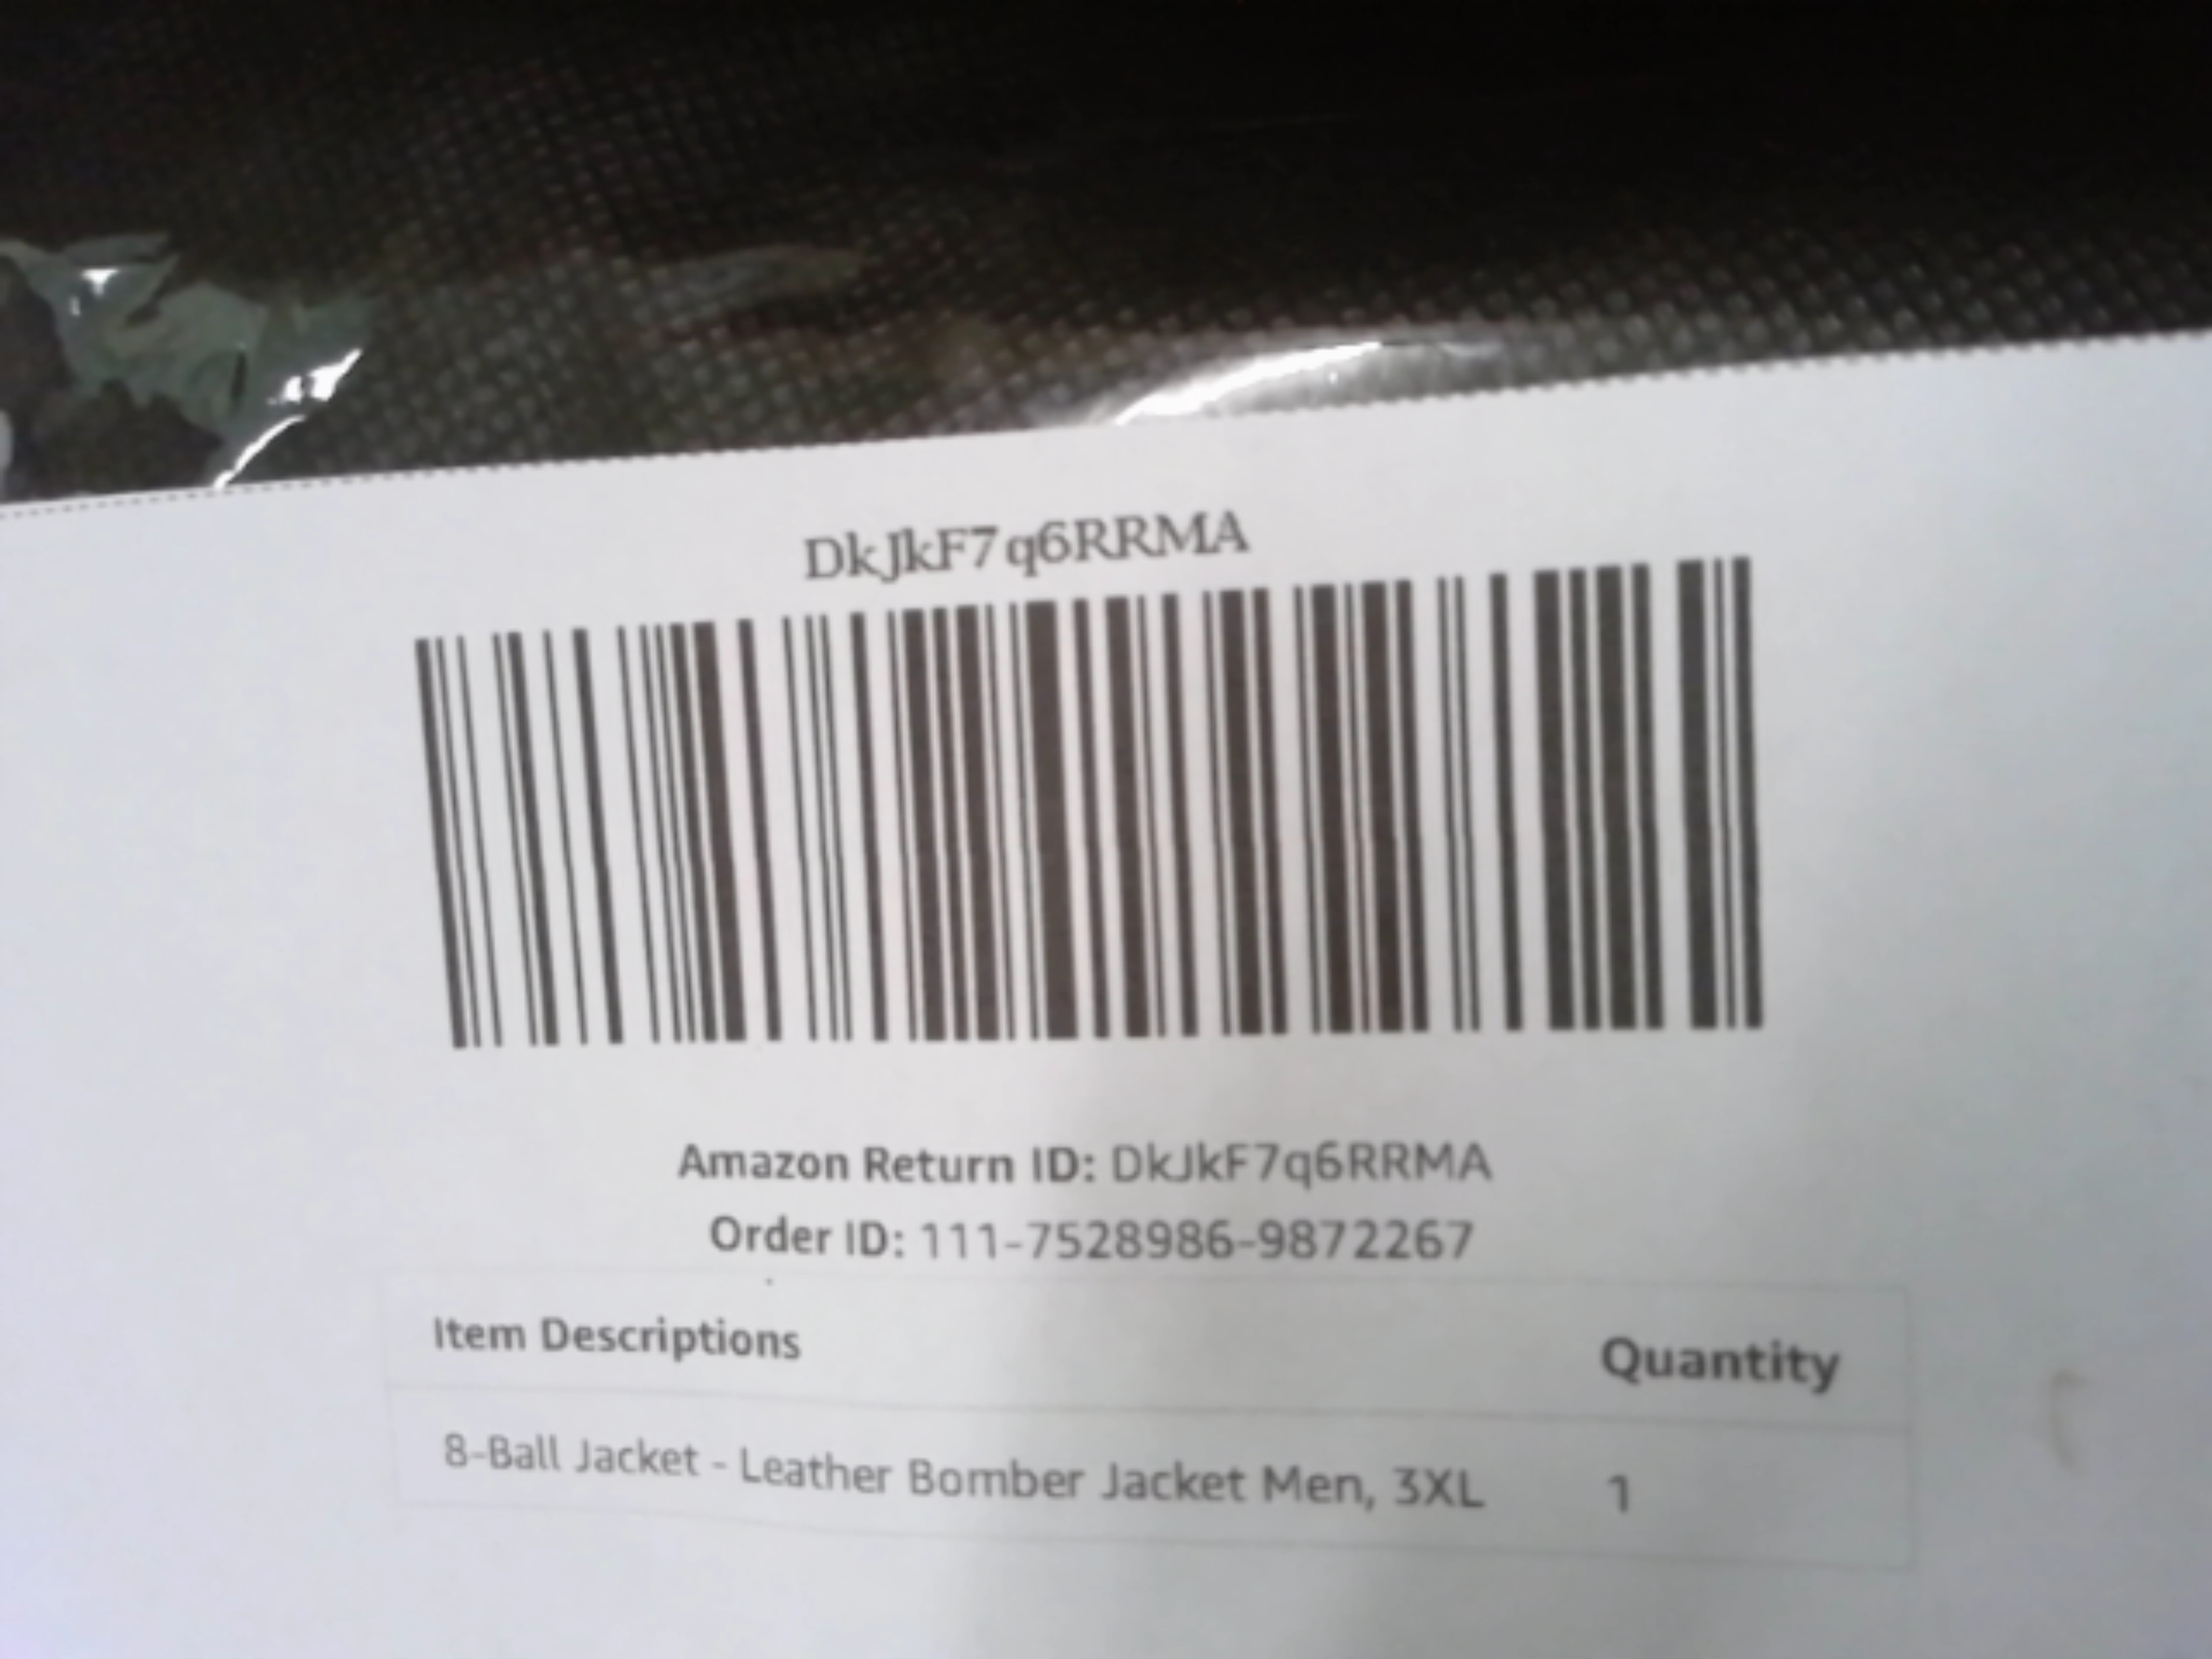 DkJkF7q6RRMA
Amazon Return ID: DkJkF7q6RRMA
Order ID: 111-7528986-9872267
Item Descriptions Quantity
8-Ball Jacket - Leather Bomber Jacket Men, 3XL 1